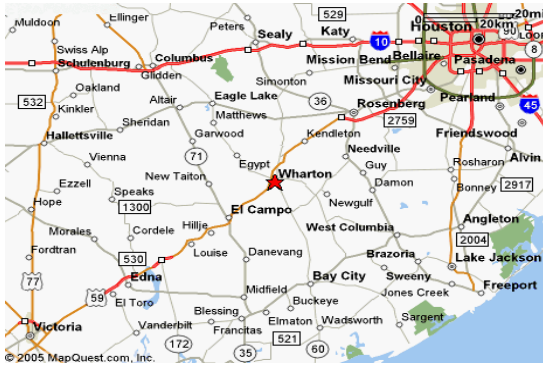 529
20mi
20km
Muldoon
Ellinger
Peters
Sealy
Katy
10
Houston
90
8
Swiss Alp
Columbus
Mission Bend
Bellaire
Schulenburg
Glidden
Simonton
Missouri City
Pasadena
Oakland
Altair
Eagle Lake
36
Rosenberg
Pearland
45
532
Kinkler
Matthews
2759
Friendswood
Hallettsville
Sheridan
Garwood
Kendleton
Needville
Alvin
Vienna
71
Egypt
Wharton
Guy
Rosharon
Ezzell
Speaks
New Taiton
Damon
Bonney
2917
Hope
1300
El Campo
Newgulf
Morales
Cordele
Hillje
West Columbia
Angleton
Fordtran
530
Louise
Danevang
Brazoria
2004
Lake Jackson
77
Edna
Bay City
Sweeny
59
El Toro
Midfield
Buckeye
Jones Creek
Freeport
Victoria
Vanderbilt
Blessing
Elmaton
Wadsworth
Sargent
Francitas
521
172
35
60
© 2005 MapQuest.com, Inc.